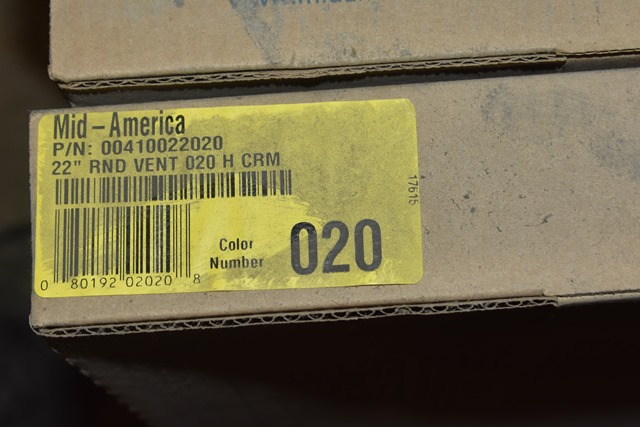 Mid-America
P/N: 00410022020
22" RND VENT 020 H CRM
17615
Color
Number
020
0 80192 02020 8